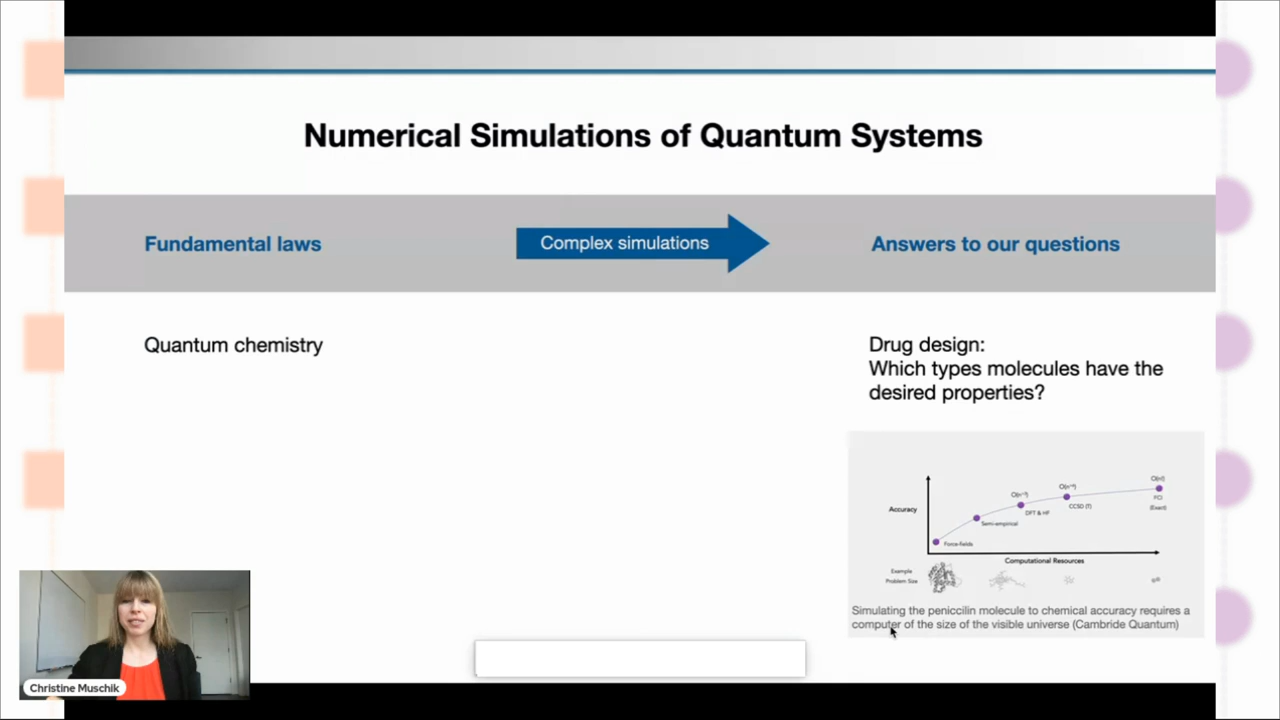 Numerical Simulations of Quantum Systems
Fundamental laws
Complex simulations
Answers to our questions
Quantum chemistry
Drug design:
Which types molecules have the
desired properties?
Accuracy
Force-fields
Semi-empirical
DFT & HF
CCSD (T)
O(n!)
FCI
(Exact)
Computational Resources
Example
Problem Size
Simulating the peniccilin molecule to chemical accuracy requires a
computer of the size of the visible universe (Cambride Quantum)
Christine Muschik